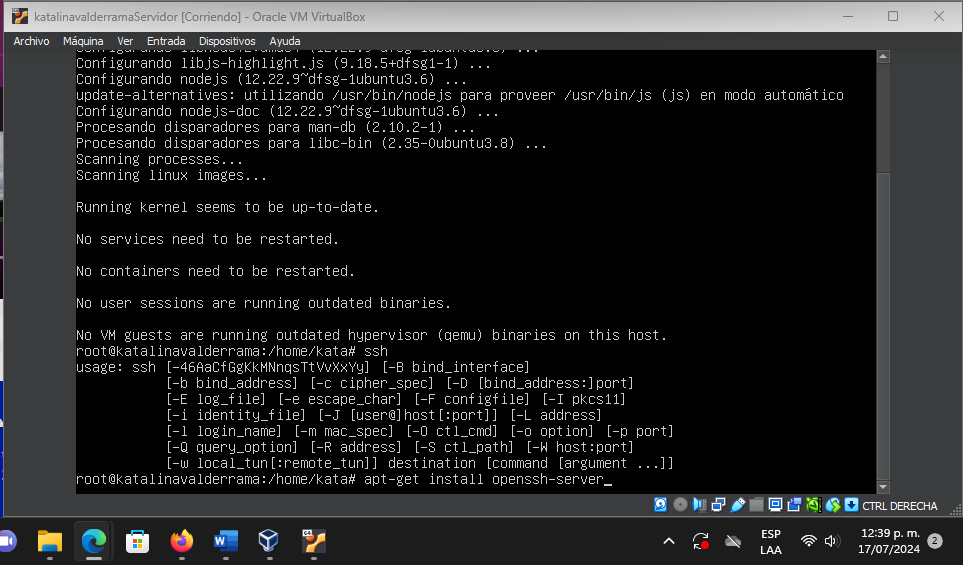 katalinavalderramaServidor [Corriendo] - Oracle VM VirtualBox
Archivo Máquina Ver Entrada Dispositivos Ayuda
Configurando libjs-highlight.js (9.18.5+dfsg1-1) ...
Configurando nodejs (12.22.9~dfsg-1ubuntu3.6) ...
update-alternatives: utilizando /usr/bin/nodejs para proveer /usr/bin/js (js) en modo automático
Configurando nodejs-doc (12.22.9~dfsg-1ubuntu3.6) ...
Procesando disparadores para man-db (2.10.2-1) ...
Procesando disparadores para libc-bin (2.35-0ubuntu3.8) ...
Scanning processes...
Scanning linux images...
Running kernel seems to be up-to-date.
No services need to be restarted.
No containers need to be restarted.
No user sessions are running outdated binaries.
No VM guests are running outdated hypervisor (qemu) binaries on this host.
root@katalinavalderrama:/home/kata# ssh
usage: ssh [-46AaCfGgKkMNnqsTtVvXxYy] [-B bind_interface]
[-b bind_address] [-c cipher_spec] [-D [bind_address:]port]
[-E log_file] [-e escape_char] [-F configfile] [-I pkcs11]
[-i identity_file] [-J [user@]host[:port]] [-L address]
[-l login_name] [-m mac_spec] [-O ctl_cmd] [-o option] [-p port]
[-Q query_option] [-R address] [-S ctl_path] [-W host:port]
[-w local_tun[:remote_tun]] destination [command [argument ...]]
root@katalinavalderrama:/home/kata# apt-get install openssh-server_
CTRL DERECHA
ESP
LAA
12:39 p. m.
17/07/2024
2